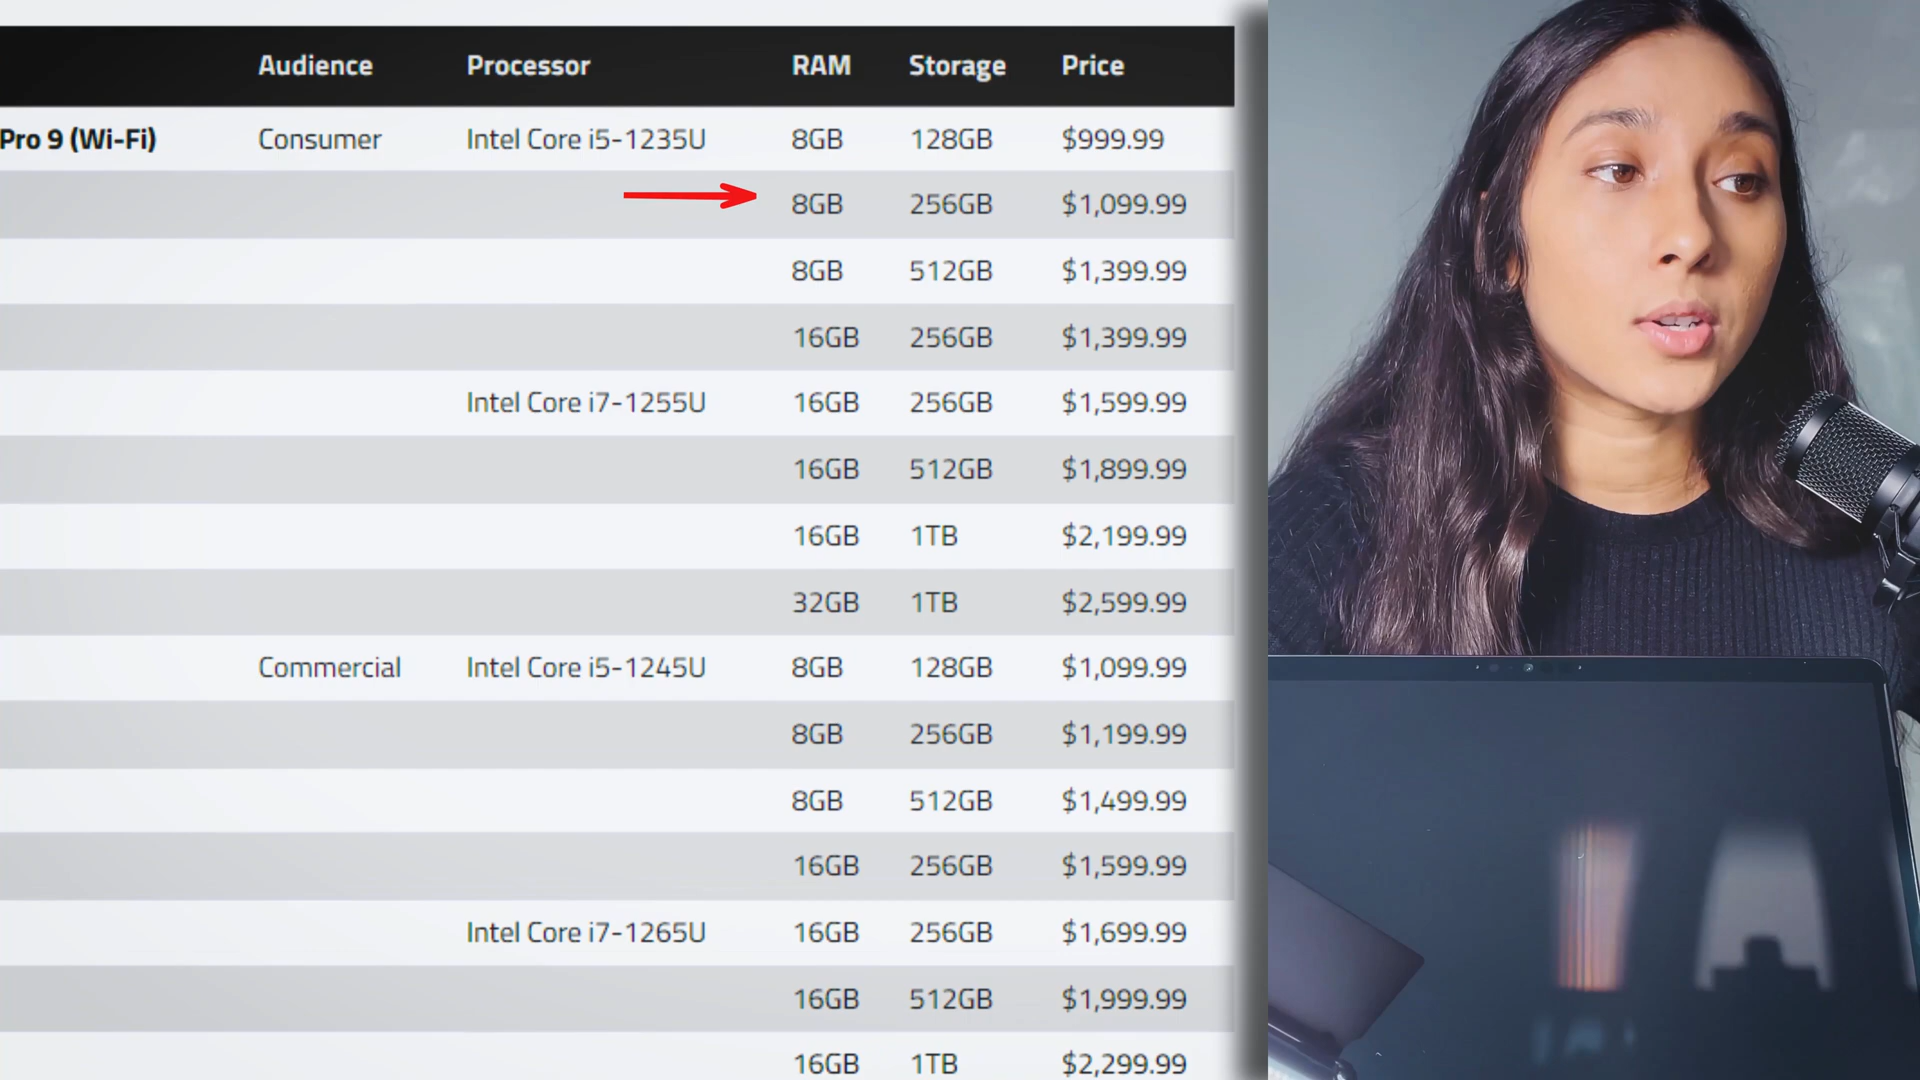 Audience Processor RAM Storage Price
Pro 9 (Wi-Fi) Consumer Intel Core i5-1235U 8GB 128GB $999.99
8GB 256GB $1,099.99
8GB 512GB $1,399.99
16GB 256GB $1,399.99
Intel Core i7-1255U 16GB 256GB $1,599.99
16GB 512GB $1,899.99
16GB 1TB $2,199.99
32GB 1TB $2,599.99
Commercial Intel Core i5-1245U 8GB 128GB $1,099.99
8GB 256GB $1,199.99
8GB 512GB $1,499.99
16GB 256GB $1,599.99
Intel Core i7-1265U 16GB 256GB $1,699.99
16GB 512GB $1,999.99
16GB 1TB $2,299.99